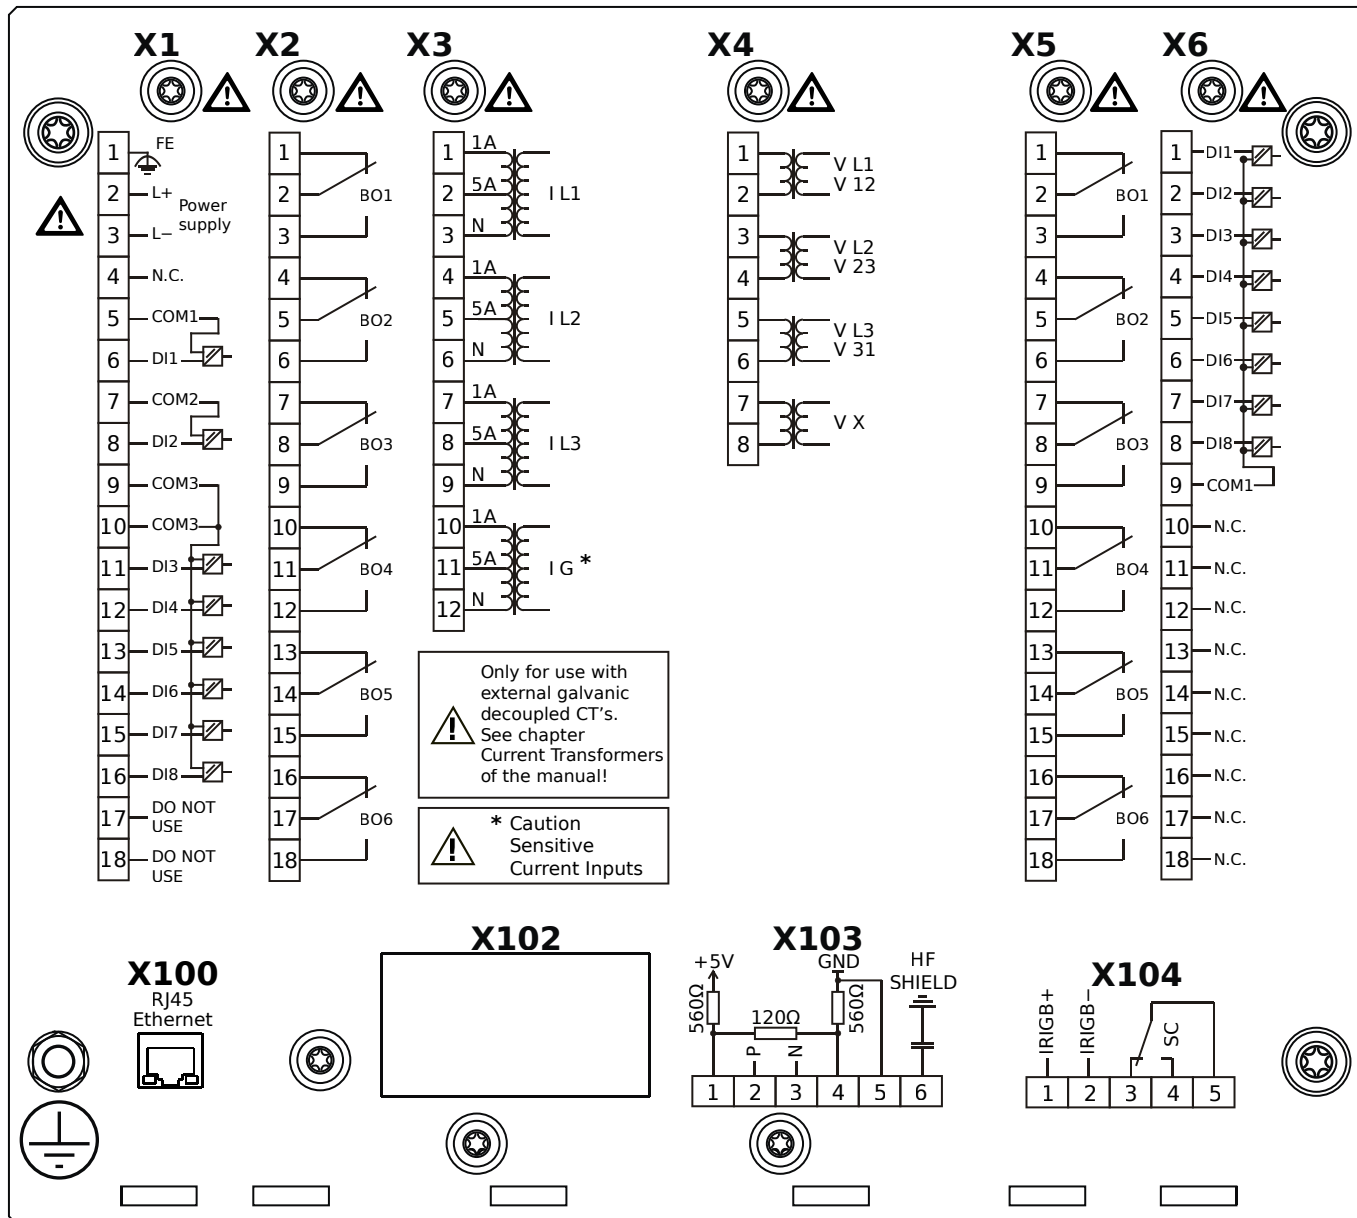 X1
X2
X3
X4
X5
X6
1
FE
2
L+
Power
supply
3
L−
4
N.C.
5
COM1
6
DI1
7
COM2
8
DI2
9
COM3
10
COM3
11
DI3
12
DI4
13
DI5
14
DI6
15
DI7
16
DI8
17
DO NOT
USE
18
DO NOT
USE
1
2
BO1
3
4
5
BO2
6
7
8
BO3
9
10
11
BO4
12
13
14
BO5
15
16
17
BO6
18
1
1A
2
5A
I L1
3
N
4
1A
5
5A
I L2
6
N
7
1A
8
5A
I L3
9
N
10
1A
11
5A
I G *
12
N
Only for use with
external galvanic
decoupled CT's.
See chapter
Current Transformers
of the manual!
* Caution
Sensitive
Current Inputs
1
V L1
2
V 12
3
V L2
4
V 23
5
V L3
6
V 31
7
V X
8
1
2
BO1
3
4
5
BO2
6
7
8
BO3
9
10
11
BO4
12
13
14
BO5
15
16
17
BO6
18
1
DI1
2
DI2
3
DI3
4
DI4
5
DI5
6
DI6
7
DI7
8
DI8
9
COM1
10
N.C.
11
N.C.
12
N.C.
13
N.C.
14
N.C.
15
N.C.
16
N.C.
17
N.C.
18
N.C.
X100
RJ45
Ethernet
X102
X103
+5V
GND
HF
SHIELD
560Ω
120Ω
560Ω
P
N
1 2 3 4 5 6
X104
IRIGB+
IRIGB−
SC
1 2 3 4 5